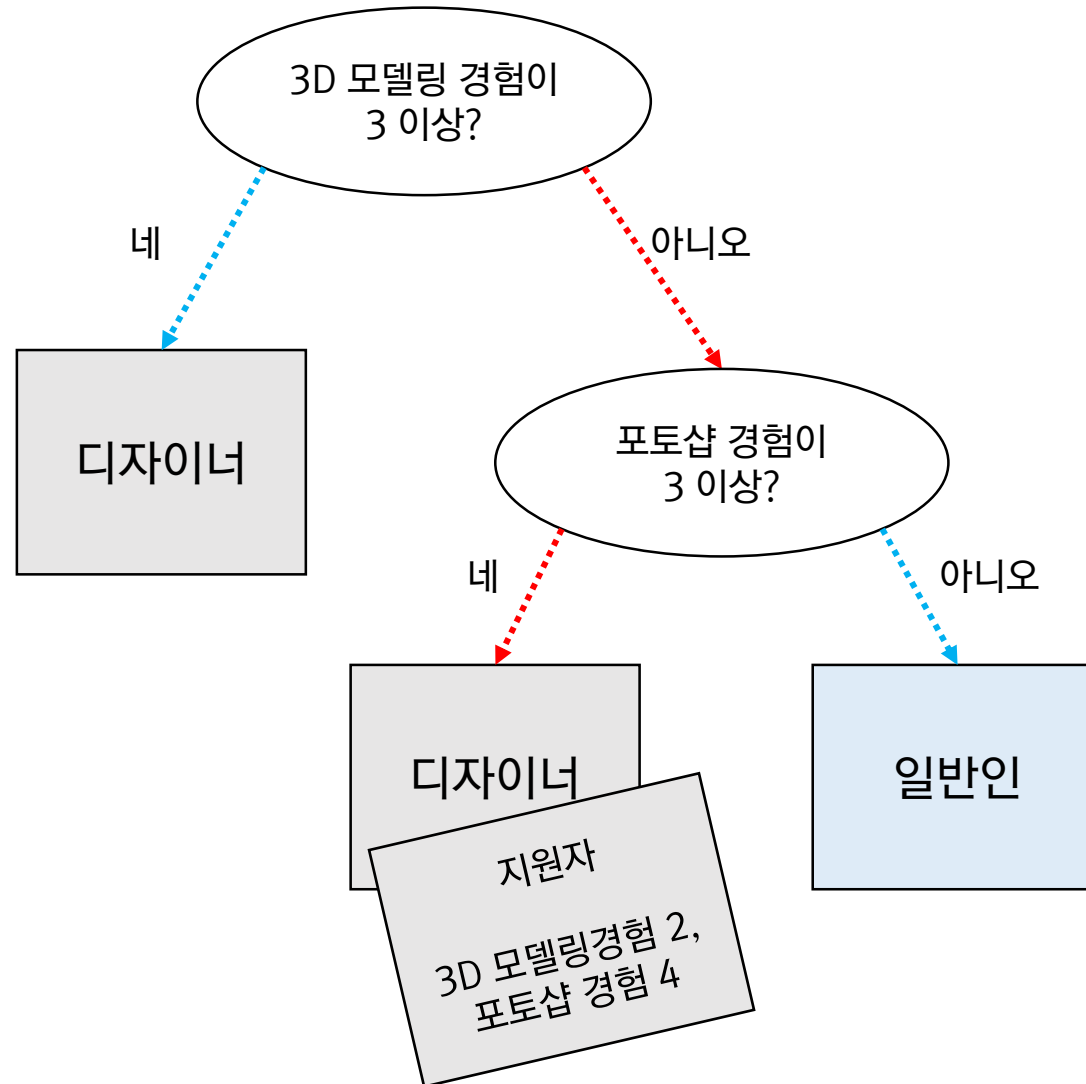 3D 모델링 경험이
3 이상?
네
아니오
디자이너
포토샵 경험이
3 이상?
네
아니오
디자이너
일반인
지원자
3D 모델링경험 2,
포토샵 경험 4